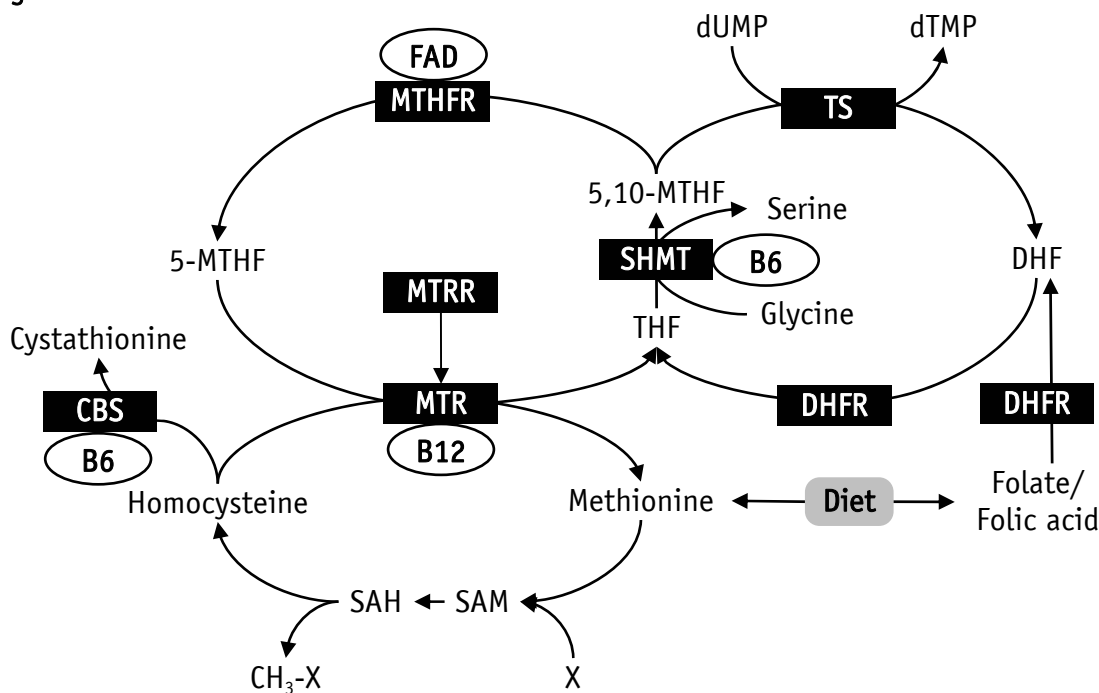 dUMP
dTMP
FAD
MTHFR
TS
5,10-MTHF
Serine
5-MTHF
SHMT
B6
DHF
MTRR
Glycine
THF
Cystathionine
CBS
MTR
DHFR
DHFR
B6
B12
Homocysteine
Methionine
Diet
Folate/
Folic acid
SAH
SAM
CH₃-X
X